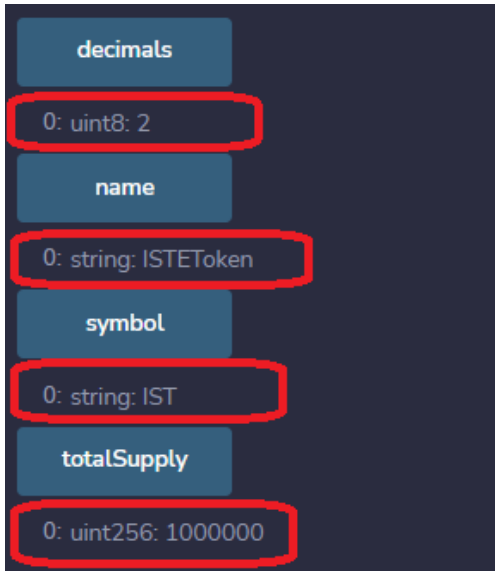 decimals
0: uint8: 2
name
0: string: ISTEToken
symbol
0: string: IST
totalSupply
0: uint256: 1000000